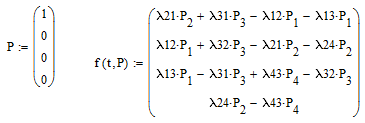 P := (1 0 0 0)
f(t,P) := 
λ21·P₂ + λ31·P₃ − λ12·P₁ − λ13·P₁
λ12·P₁ + λ32·P₃ − λ21·P₂ − λ24·P₂
λ13·P₁ − λ31·P₃ + λ43·P₄ − λ32·P₃
λ24·P₂ − λ43·P₄